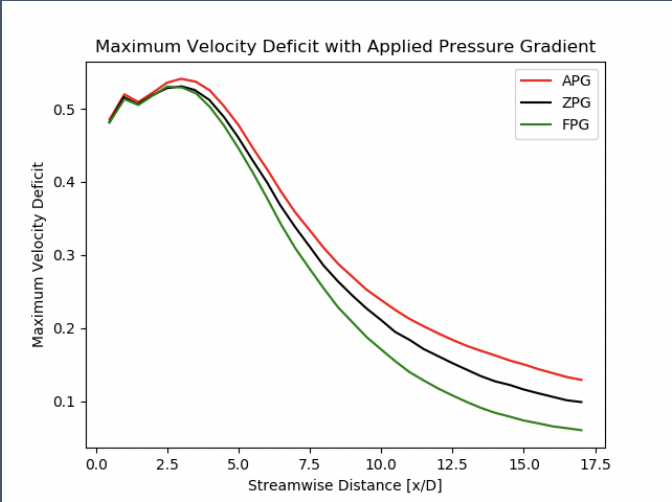 Maximum Velocity Deficit with Applied Pressure Gradient
APG
ZPG
FPG
0.5
0.4
0.3
0.2
0.1
Maximum Velocity Deficit
0.0 2.5 5.0 7.5 10.0 12.5 15.0 17.5
Streamwise Distance [x/D]